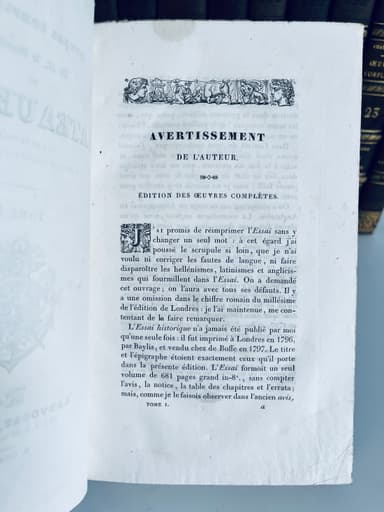 AVERTISSEMENT
DE L'AUTEUR.
ÉDITION DES ŒUVRES COMPLÈTES.
J'AI promis de réimprimer l'Essai sans y
changer un seul mot : à cet égard j'ai
poussé le scrupule si loin, que je n'ai
voulu ni corriger les fautes de langue, ni faire
disparoître les hellénismes, latinismes et anglicis-
mes qui fourmillent dans l'Essai. On a demandé
cet ouvrage ; on l'aura avec tous ses défauts. Il y
a une omission dans le chiffre romain du millésime
de l'édition de Londres : je l'ai maintenue, me con-
tentant de la faire remarquer.
L'Essai historique n'a jamais été publié par moi
qu'une seule fois : il fut imprimé à Londres en 1796,
par Baylis, et vendu chez de Boffe en 1797. Le titre
et l'épigraphe étoient exactement ceux qu'il porte
dans la présente édition. L'Essai formoit un seul
volume de 681 pages grand in-8°, sans compter
l'avis, la notice, la table des chapitres et l'errata ;
mais, comme je le faisois observer dans l'ancien avis,
TOME I.
a
23